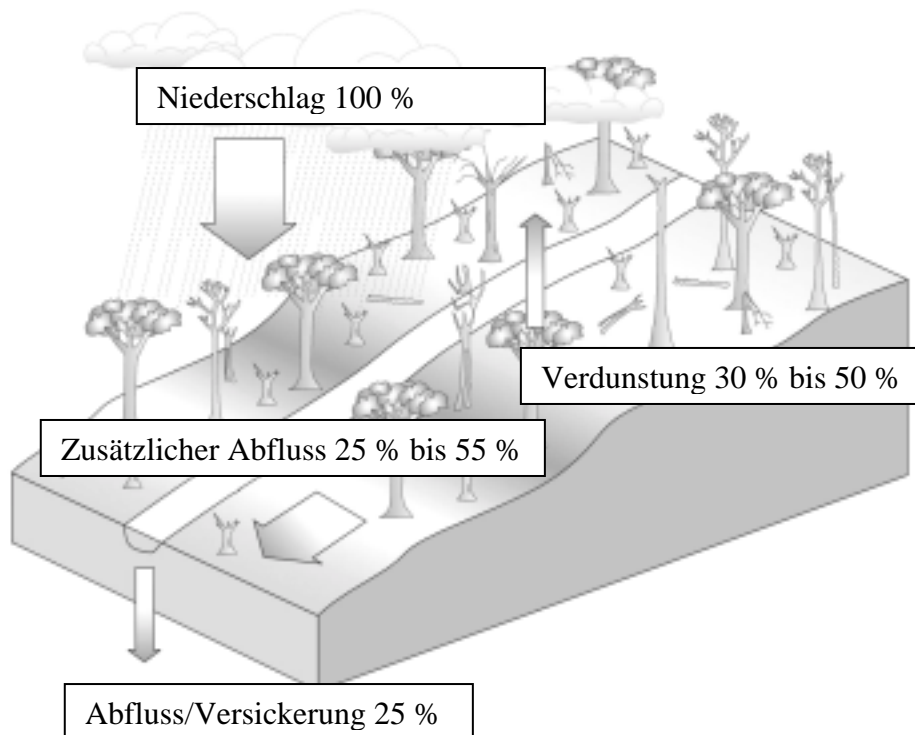 Niederschlag 100 %
Verdunstung 30 % bis 50 %
Zusätzlicher Abfluss 25 % bis 55 %
Abfluss/Versickerung 25 %